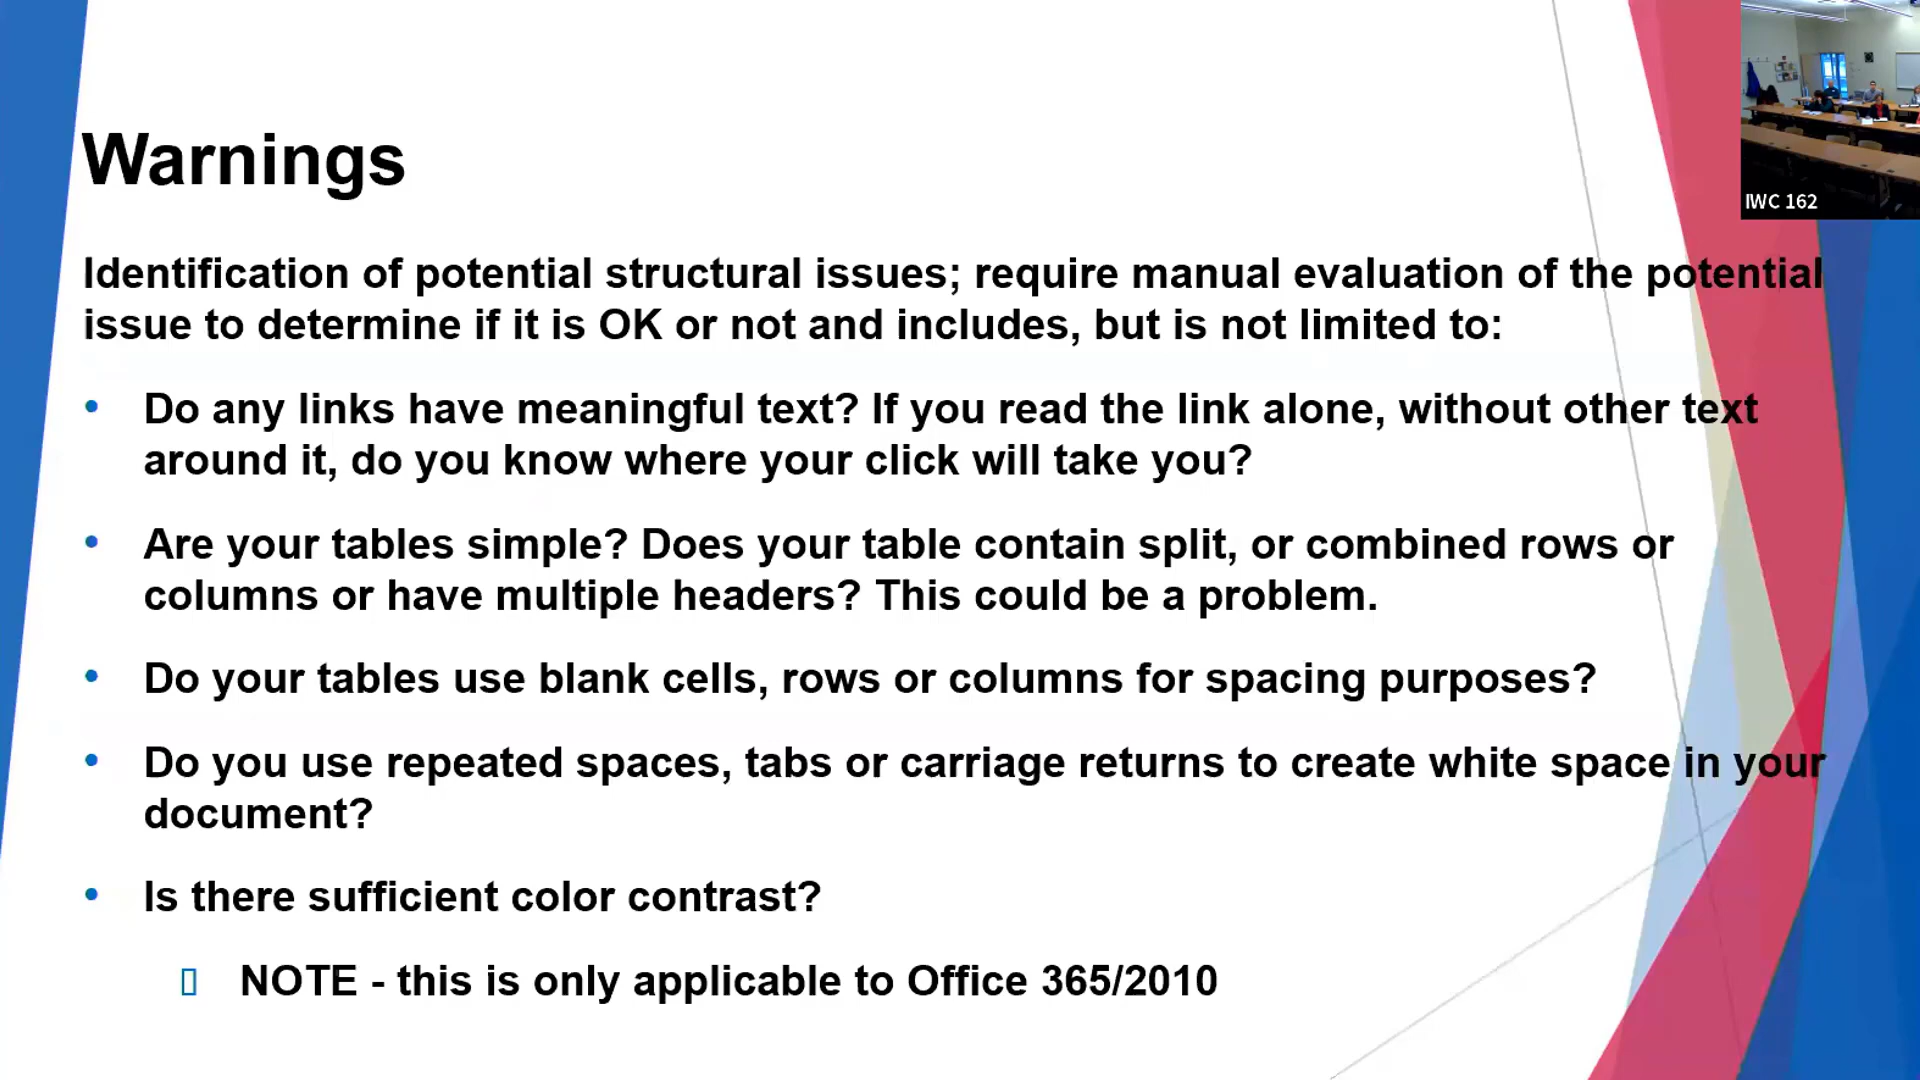 Warnings
IWC 162
Identification of potential structural issues; require manual evaluation of the potential
issue to determine if it is OK or not and includes, but is not limited to:
• Do any links have meaningful text? If you read the link alone, without other text
around it, do you know where your click will take you?
• Are your tables simple? Does your table contain split, or combined rows or
columns or have multiple headers? This could be a problem.
• Do your tables use blank cells, rows or columns for spacing purposes?
• Do you use repeated spaces, tabs or carriage returns to create white space in your
document?
• Is there sufficient color contrast?
▯ NOTE - this is only applicable to Office 365/2010